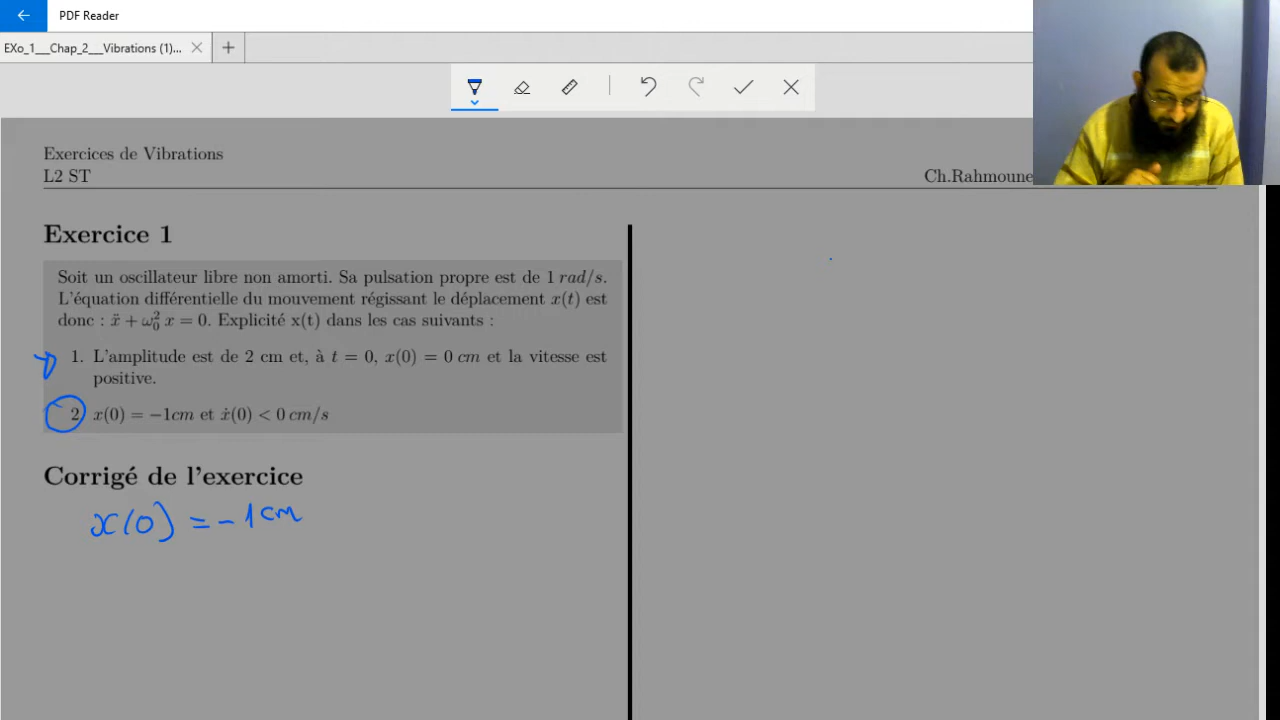 PDF Reader
EXo_1___Chap_2___Vibrations (1)...
Exercices de Vibrations
L2 ST
Ch.Rahmoune
Exercice 1
Soit un oscillateur libre non amorti. Sa pulsation propre est de 1 rad/s.
L'équation différentielle du mouvement régissant le déplacement x(t) est
donc : ẍ + ω₀² x = 0. Explicité x(t) dans les cas suivants :
1. L'amplitude est de 2 cm et, à t = 0, x(0) = 0 cm et la vitesse est
positive.
2 x(0) = −1cm et ẋ(0) < 0 cm/s
Corrigé de l'exercice
x(0) = -1cm